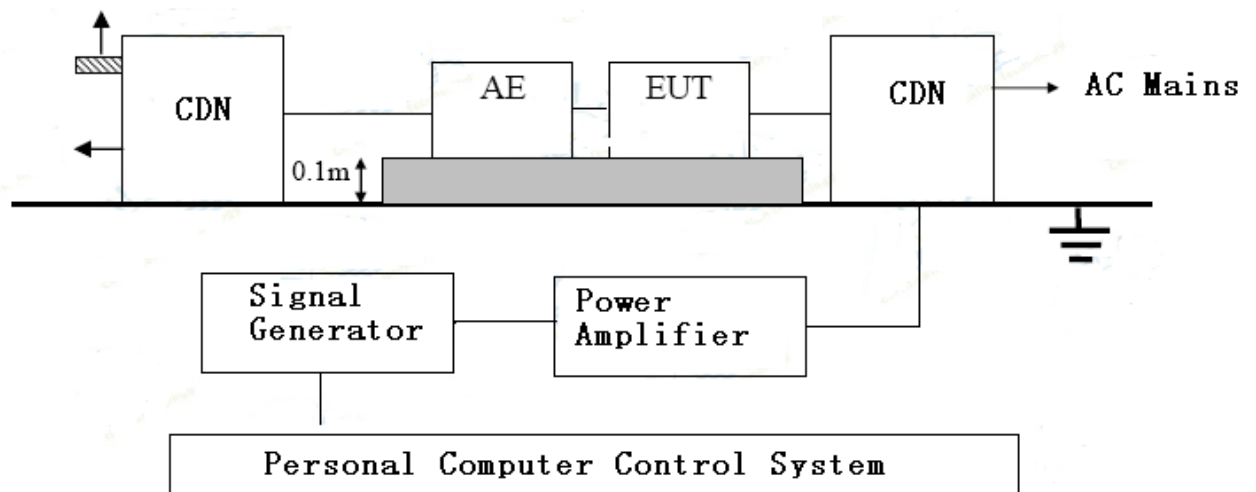 CDN
AE
EUT
CDN
AC Mains
0.1m
Signal
Generator
Power
Amplifier
Personal Computer Control System